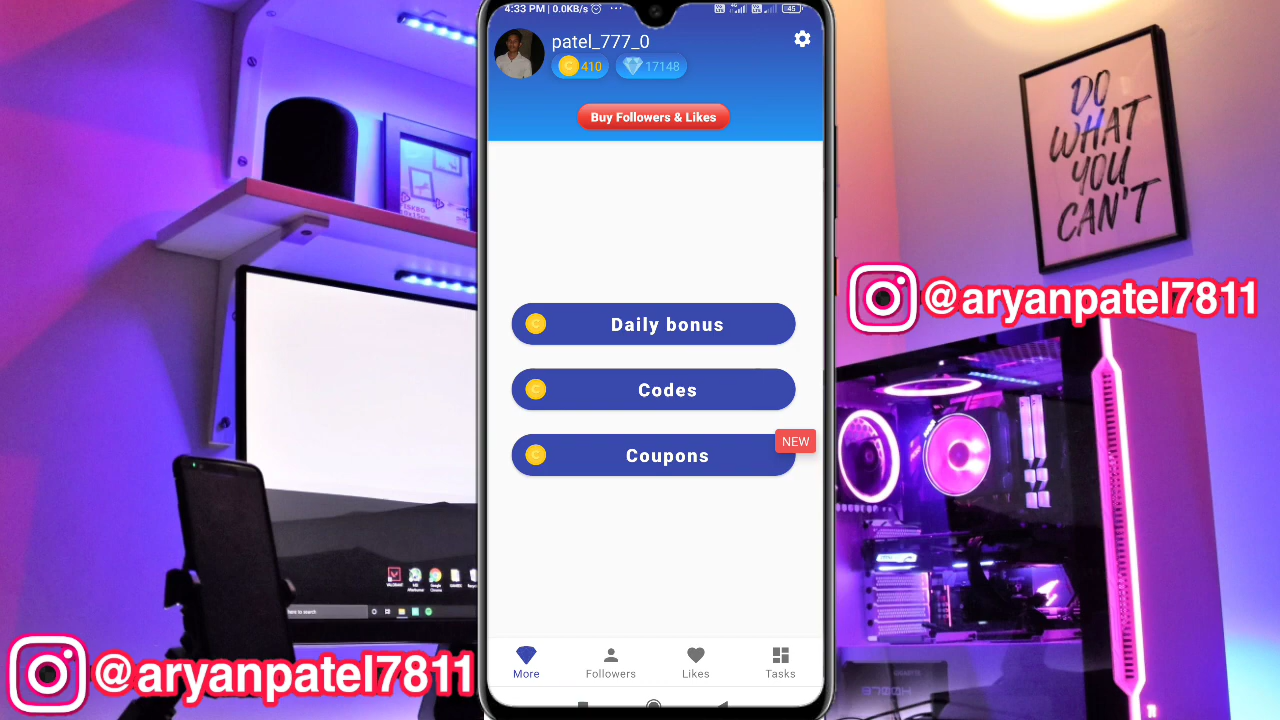 4:33 PM | 0.0KB/s
45
patel_777_0
C 410
17148
Buy Followers & Likes
C Daily bonus
C Codes
NEW
C Coupons
More
Followers
Likes
Tasks
DO
WHAT
YOU
CAN'T
@aryanpatel7811
@aryanpatel7811